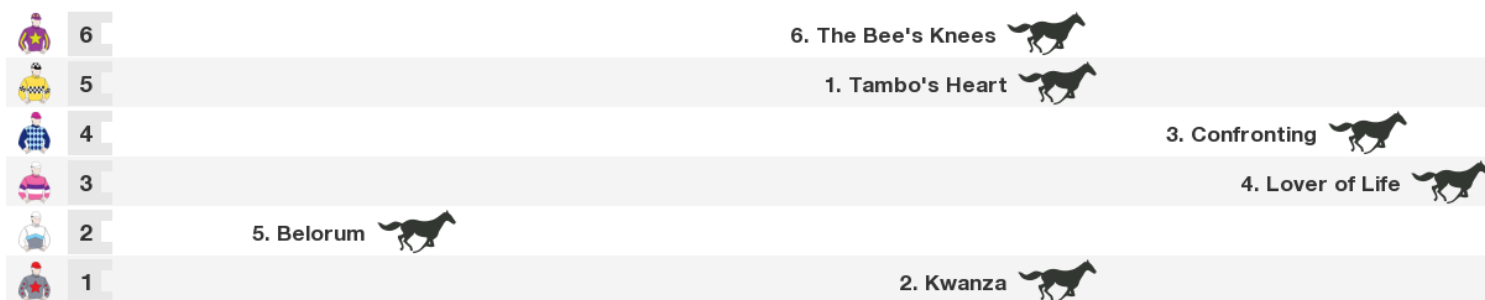 6 6. The Bee's Knees
5 1. Tambo's Heart
4 3. Confronting
3 4. Lover of Life
2 5. Belorum
1 2. Kwanza